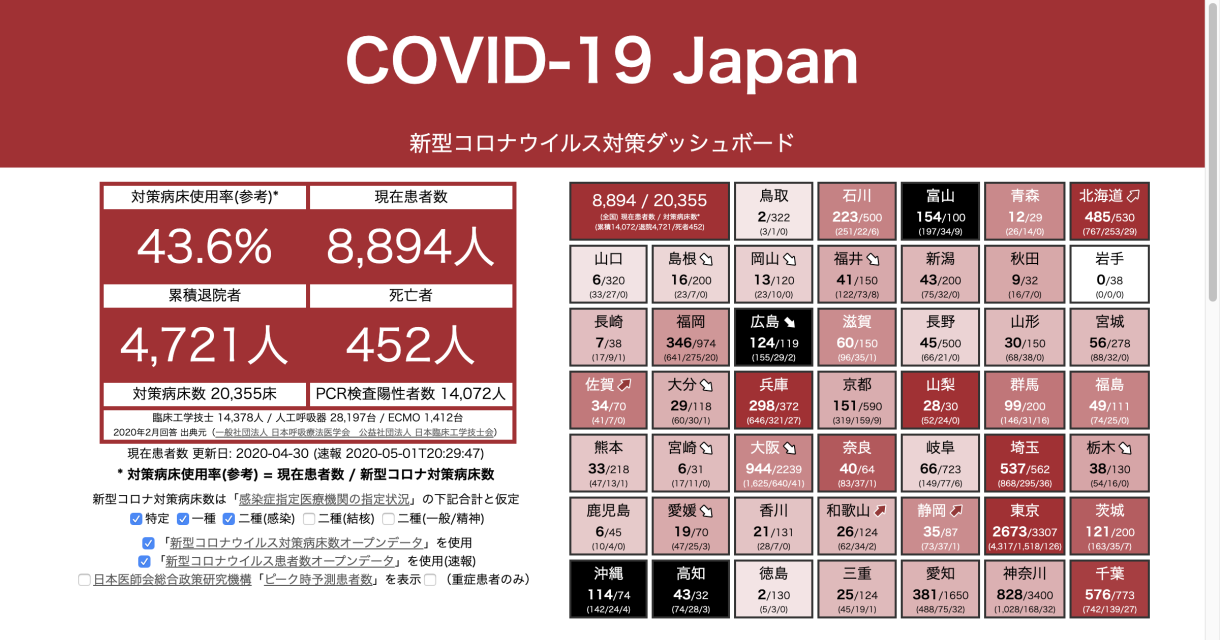 COVID-19 Japan
新型コロナウイルス対策ダッシュボード
対策病床使用率(参考)*
現在患者数
43.6%
8,894人
累積退院者
死亡者
4,721人
452人
対策病床数 20,355床
PCR検査陽性者数 14,072人
臨床工学技士 14,378人 / 人工呼吸器 28,197台 / ECMO 1,412台
2020年2月回答 出典元（一般社団法人 日本呼吸療法医学会　公益社団法人 日本臨床工学技士会）
現在患者数 更新日: 2020-04-30 (速報 2020-05-01T20:29:47)
* 対策病床使用率(参考) = 現在患者数 / 新型コロナ対策病床数
新型コロナ対策病床数は「感染症指定医療機関の指定状況」の下記合計と仮定
特定 一種 二種(感染) 二種(結核) 二種(一般/精神)
「新型コロナウイルス対策病床数オープンデータ」を使用
「新型コロナウイルス患者数オープンデータ」を使用(速報)
日本医師会総合政策研究機構「ピーク時予測患者数」を表示 （重症患者のみ）
8,894 / 20,355
(全国) 現在患者数 / 対策病床数*
(累積14,072/退院4,721/死者452)
鳥取
2/322
(3/1/0)
石川
223/500
(251/22/6)
富山
154/100
(197/34/9)
青森
12/29
(26/14/0)
北海道
485/530
(767/253/29)
山口
6/320
(33/27/0)
島根
16/200
(23/7/0)
岡山
13/120
(23/10/0)
福井
41/150
(122/73/8)
新潟
43/200
(75/32/0)
秋田
9/32
(16/7/0)
岩手
0/38
(0/0/0)
長崎
7/38
(17/9/1)
福岡
346/974
(641/275/20)
広島
124/119
(155/29/2)
滋賀
60/150
(96/35/1)
長野
45/500
(66/21/0)
山形
30/150
(68/38/0)
宮城
56/278
(88/32/0)
佐賀
34/70
(41/7/0)
大分
29/118
(60/30/1)
兵庫
298/372
(646/321/27)
京都
151/590
(319/159/9)
山梨
28/30
(52/24/0)
群馬
99/200
(146/31/16)
福島
49/111
(74/25/0)
熊本
33/218
(47/13/1)
宮崎
6/31
(17/11/0)
大阪
944/2239
(1,625/640/41)
奈良
40/64
(83/37/1)
岐阜
66/723
(149/77/6)
埼玉
537/562
(868/295/36)
栃木
38/130
(54/16/0)
鹿児島
6/45
(10/4/0)
愛媛
19/70
(47/25/3)
香川
21/131
(28/7/0)
和歌山
26/124
(62/34/2)
静岡
35/87
(73/37/1)
東京
2673/3307
(4,317/1,518/126)
茨城
121/200
(163/35/7)
沖縄
114/74
(142/24/4)
高知
43/32
(74/28/3)
徳島
2/130
(5/3/0)
三重
25/124
(45/19/1)
愛知
381/1650
(488/75/32)
神奈川
828/3400
(1,028/168/32)
千葉
576/773
(742/139/27)